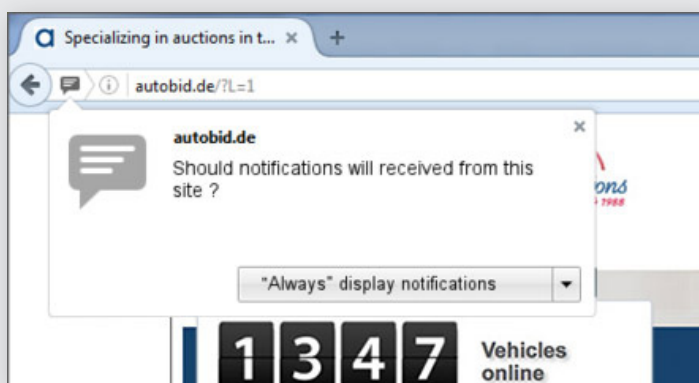 Specializing in auctions in t...
autobid.de/?L=1
autobid.de
Should notifications will received from this
site ?
"Always" display notifications
1347
Vehicles
online
1988